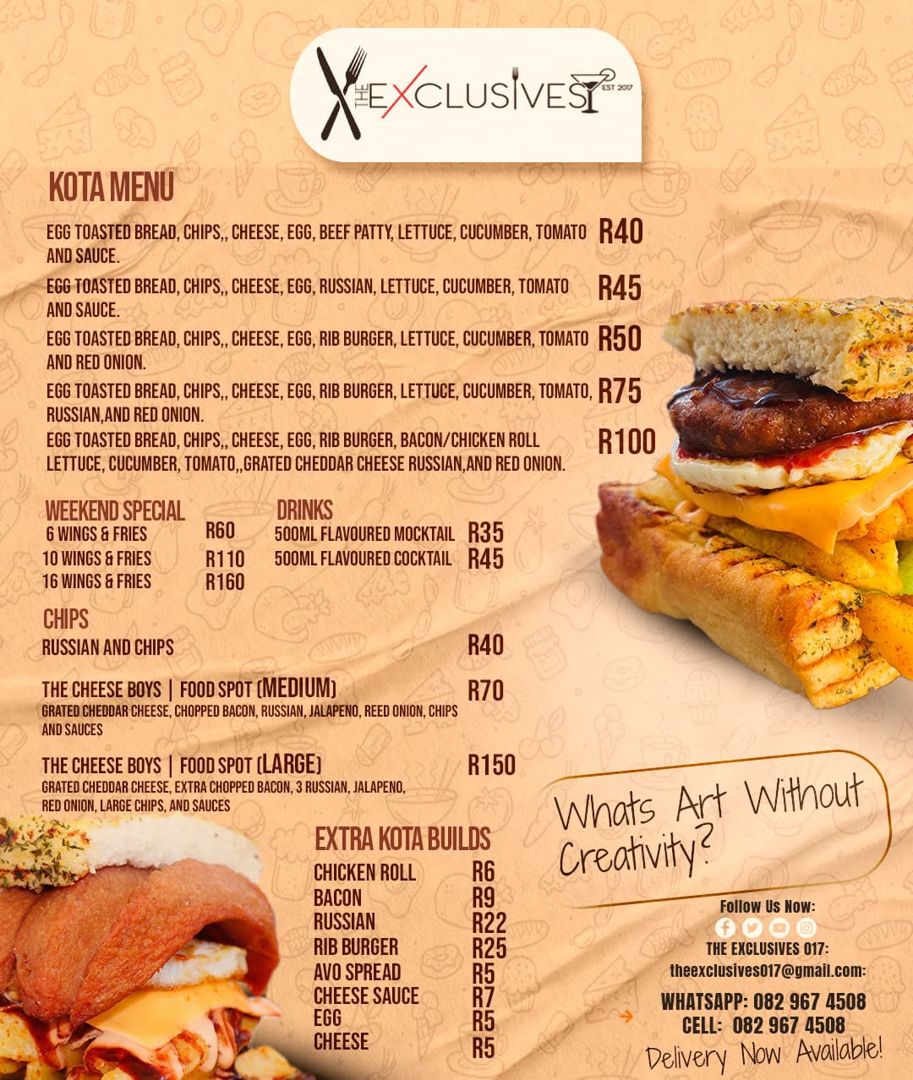 THE EXCLUSIVES EST 2017
KOTA MENU
EGG TOASTED BREAD, CHIPS,, CHEESE, EGG, BEEF PATTY, LETTUCE, CUCUMBER, TOMATO R40
AND SAUCE.
EGG TOASTED BREAD, CHIPS,, CHEESE, EGG, RUSSIAN, LETTUCE, CUCUMBER, TOMATO R45
AND SAUCE.
EGG TOASTED BREAD, CHIPS,, CHEESE, EGG, RIB BURGER, LETTUCE, CUCUMBER, TOMATO R50
AND RED ONION.
EGG TOASTED BREAD, CHIPS,, CHEESE, EGG, RIB BURGER, LETTUCE, CUCUMBER, TOMATO, R75
RUSSIAN,AND RED ONION.
EGG TOASTED BREAD, CHIPS,, CHEESE, EGG, RIB BURGER, BACON/CHICKEN ROLL R100
LETTUCE, CUCUMBER, TOMATO,,GRATED CHEDDAR CHEESE RUSSIAN,AND RED ONION.
WEEKEND SPECIAL
6 WINGS & FRIES R60
10 WINGS & FRIES R110
16 WINGS & FRIES R160
DRINKS
500ML FLAVOURED MOCKTAIL R35
500ML FLAVOURED COCKTAIL R45
CHIPS
RUSSIAN AND CHIPS R40
THE CHEESE BOYS | FOOD SPOT (MEDIUM) R70
GRATED CHEDDAR CHEESE, CHOPPED BACON, RUSSIAN, JALAPENO, REED ONION, CHIPS
AND SAUCES
THE CHEESE BOYS | FOOD SPOT (LARGE) R150
GRATED CHEDDAR CHEESE, EXTRA CHOPPED BACON, 3 RUSSIAN, JALAPENO,
RED ONION, LARGE CHIPS, AND SAUCES
EXTRA KOTA BUILDS
CHICKEN ROLL R6
BACON R9
RUSSIAN R22
RIB BURGER R25
AVO SPREAD R5
CHEESE SAUCE R7
EGG R5
CHEESE R5
Whats Art Without
Creativity?
Follow Us Now:
THE EXCLUSIVES 017:
theexclusives017@gmail.com:
WHATSAPP: 082 967 4508
CELL: 082 967 4508
Delivery Now Available!